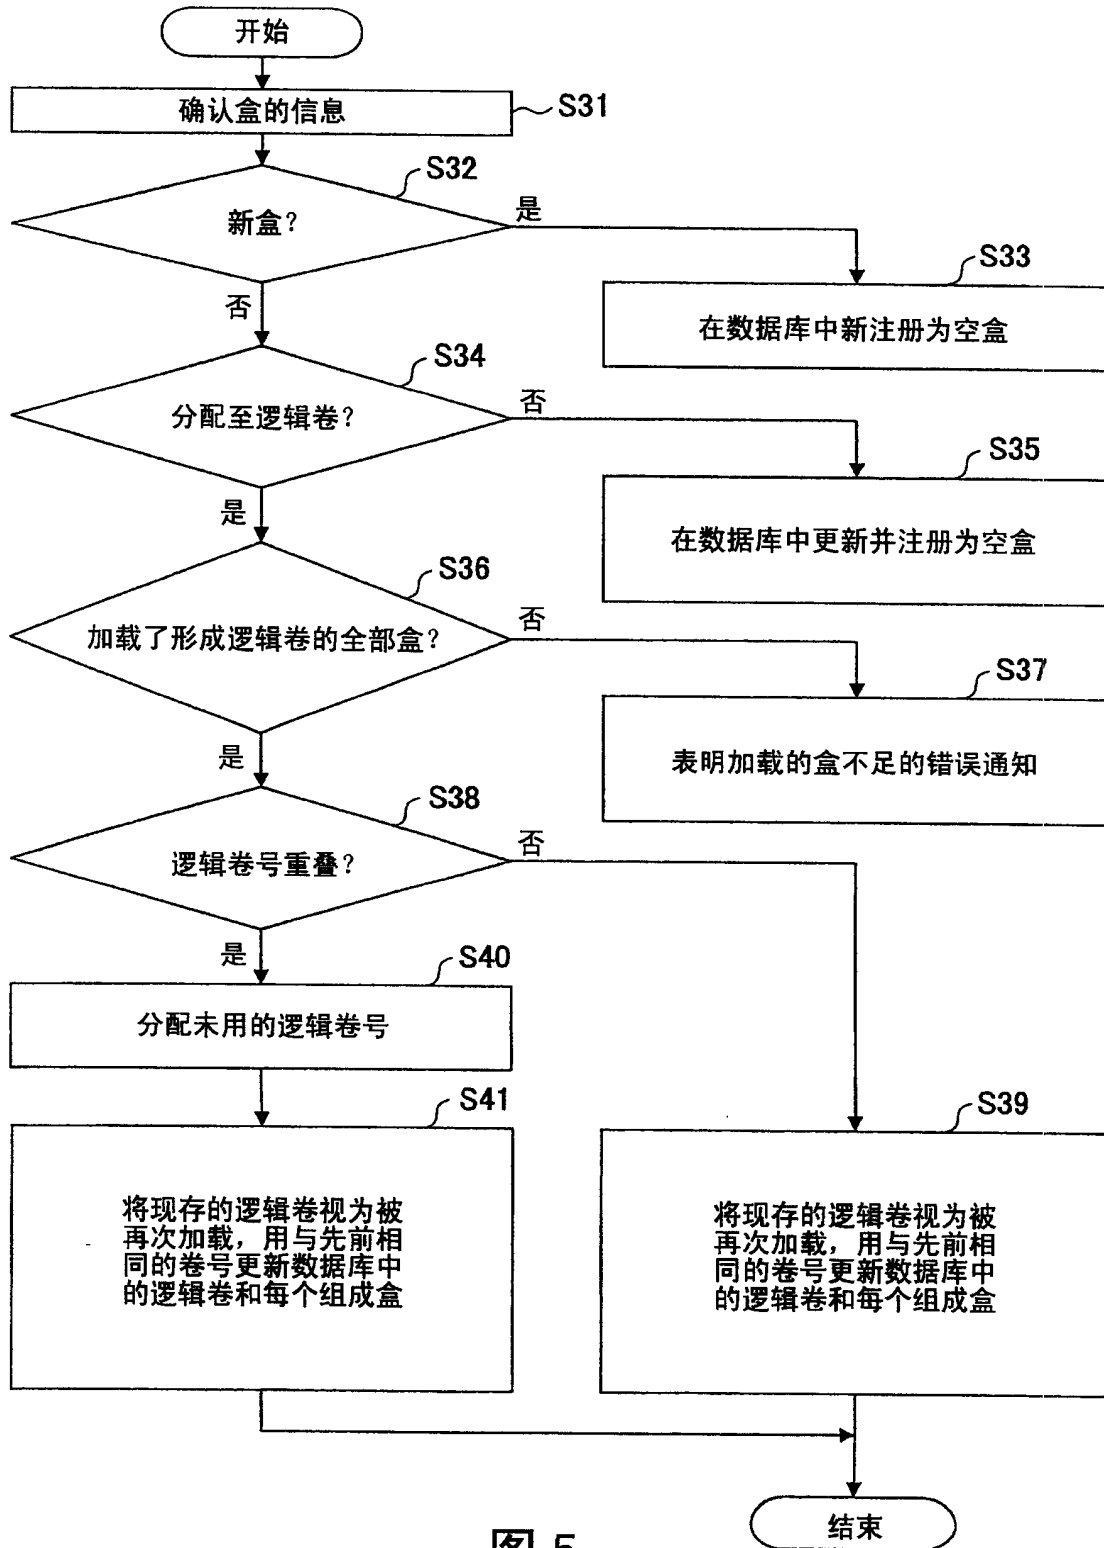 开始
确认盒的信息
S31
S32
新盒？
是
S33
在数据库中新注册为空盒
否
S34
分配至逻辑卷？
否
S35
在数据库中更新并注册为空盒
是
S36
加载了形成逻辑卷的全部盒？
否
S37
表明加载的盒不足的错误通知
是
S38
逻辑卷号重叠？
否
是
S40
分配未用的逻辑卷号
S41
将现存的逻辑卷视为被
再次加载，用与先前相
同的卷号更新数据库中
的逻辑卷和每个组成盒
S39
将现存的逻辑卷视为被
再次加载，用与先前相
同的卷号更新数据库中
的逻辑卷和每个组成盒
结束
图 5